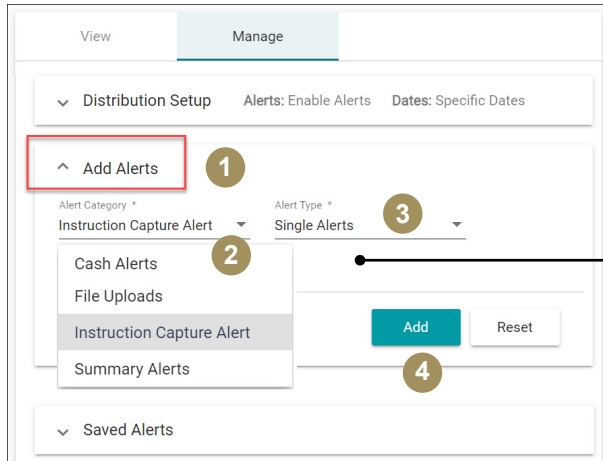 View Manage
Distribution Setup Alerts: Enable Alerts Dates: Specific Dates
Add Alerts 1
Alert Category * Alert Type *
Instruction Capture Alert Single Alerts 3
2
Cash Alerts
File Uploads
Instruction Capture Alert
Summary Alerts
Add Reset
4
Saved Alerts